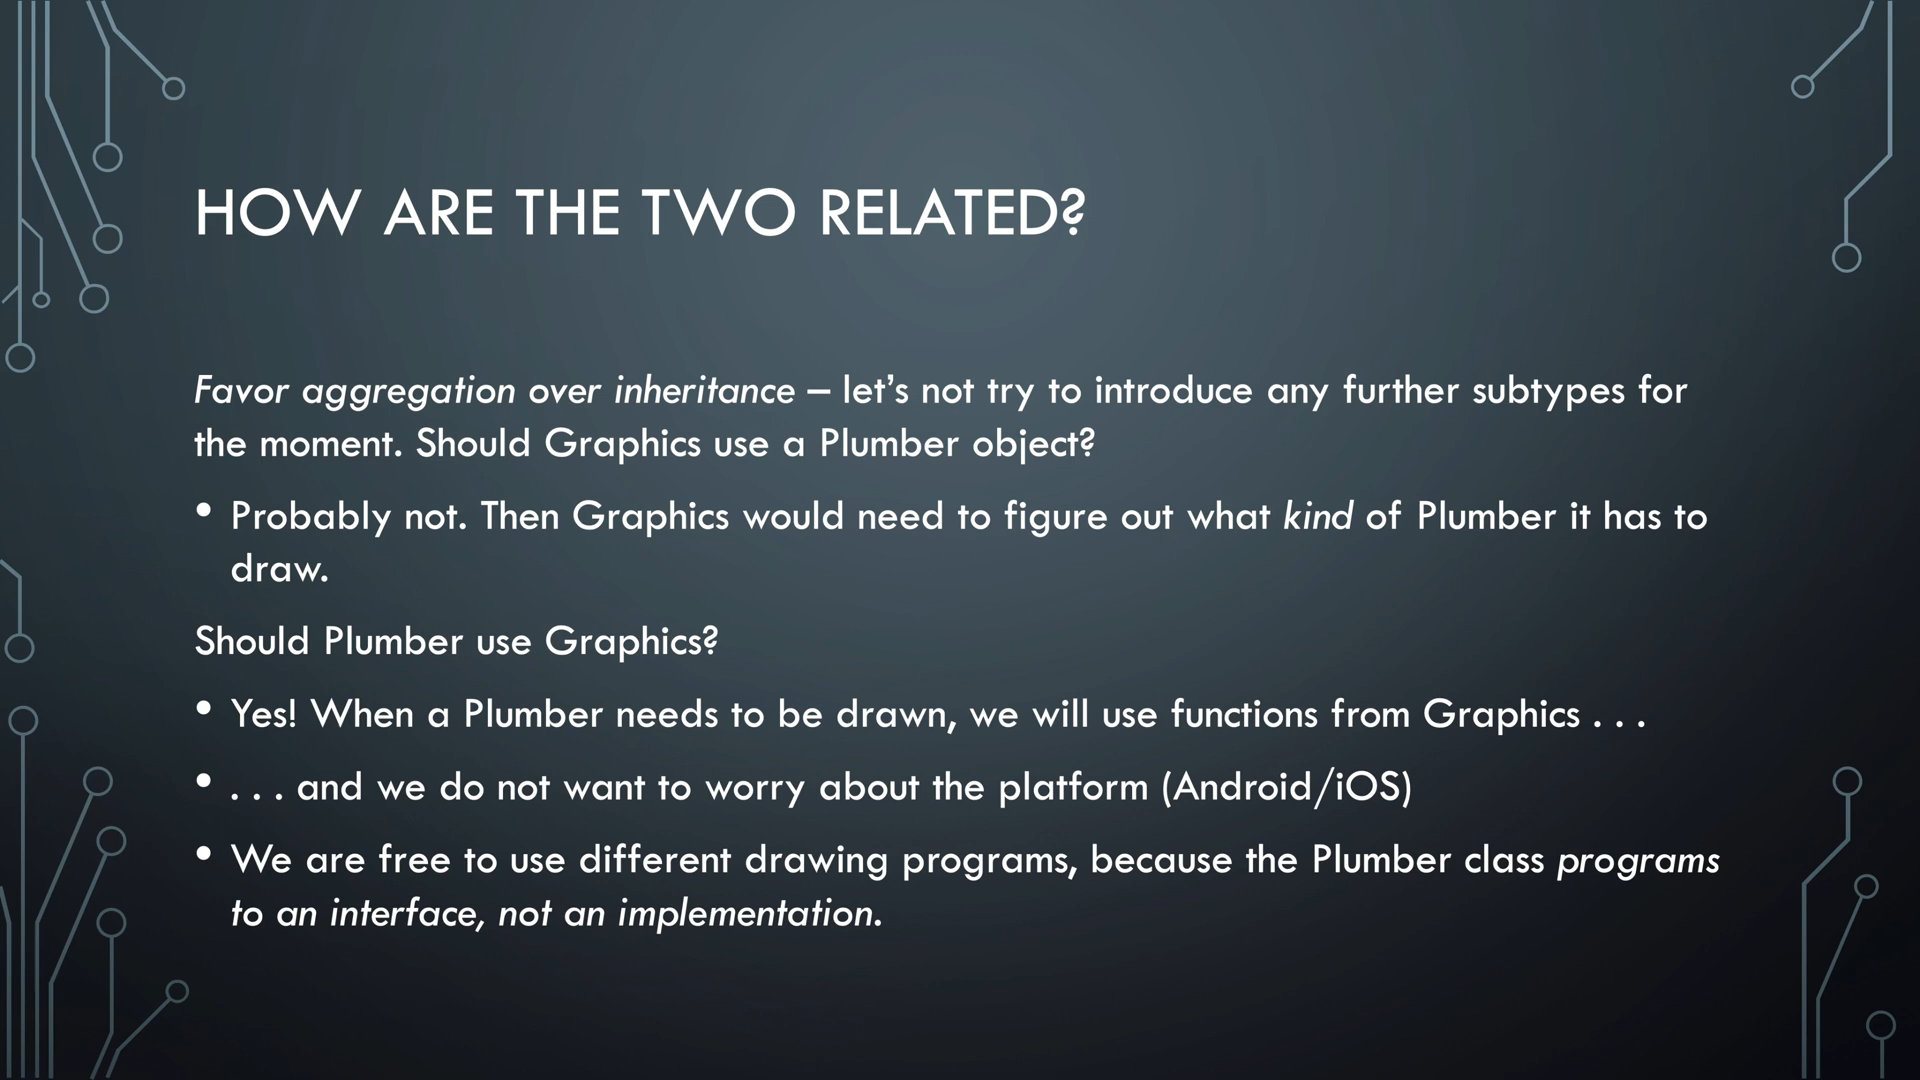 HOW ARE THE TWO RELATED?
Favor aggregation over inheritance – let’s not try to introduce any further subtypes for
the moment. Should Graphics use a Plumber object?
• Probably not. Then Graphics would need to figure out what kind of Plumber it has to
draw.
Should Plumber use Graphics?
• Yes! When a Plumber needs to be drawn, we will use functions from Graphics . . .
• . . . and we do not want to worry about the platform (Android/iOS)
• We are free to use different drawing programs, because the Plumber class programs
to an interface, not an implementation.